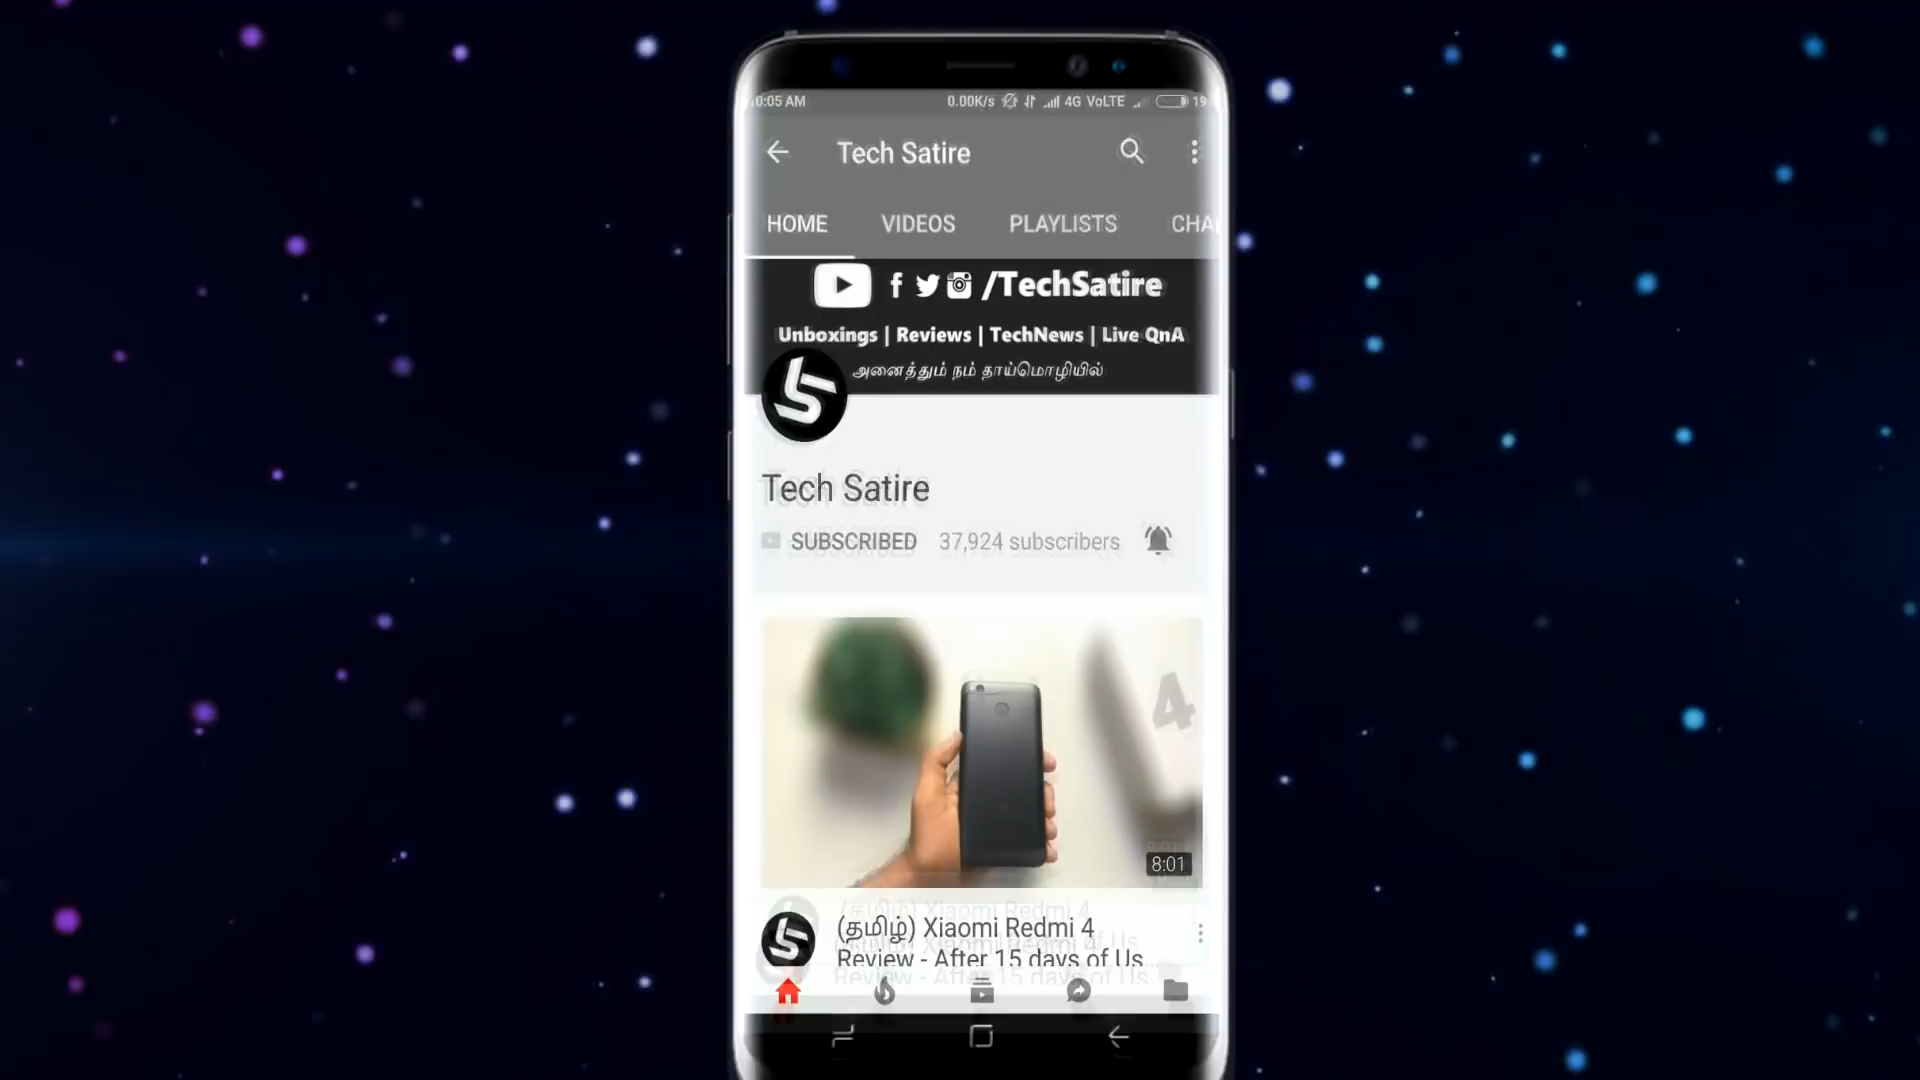 0:05 AM 0.00K/s 4G VoLTE 19
Tech Satire
HOME VIDEOS PLAYLISTS CHA
f /TechSatire
Unboxings | Reviews | TechNews | Live QnA
அனைத்தும் நம் தாய்மொழியில்
Tech Satire
SUBSCRIBED 37,924 subscribers
4
8:01
(தமிழ்) Xiaomi Redmi 4
Review - After 15 days of Us